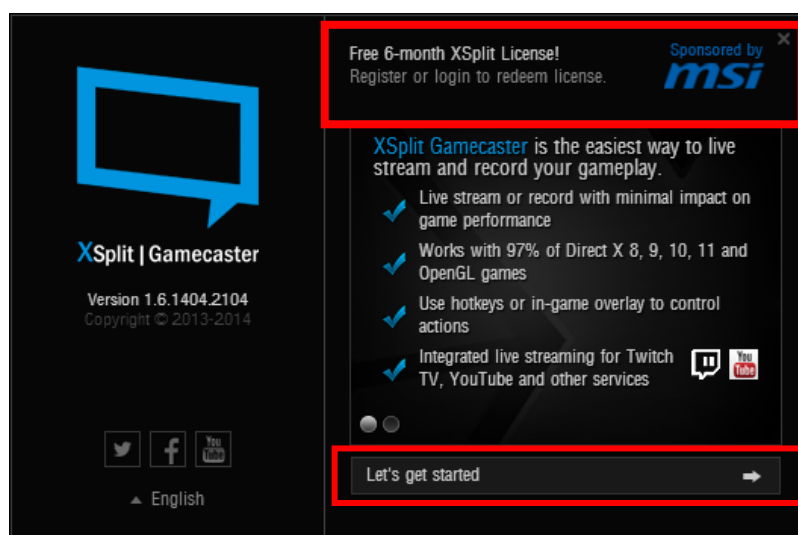 XSplit | Gamecaster
Version 1.6.1404.2104
Copyright © 2013-2014
You
Tube
English
Free 6-month XSplit License!
Register or login to redeem license.
Sponsored by
msi
XSplit Gamecaster is the easiest way to live
stream and record your gameplay.
Live stream or record with minimal impact on
game performance
Works with 97% of Direct X 8, 9, 10, 11 and
OpenGL games
Use hotkeys or in-game overlay to control
actions
Integrated live streaming for Twitch
TV, YouTube and other services
You
Tube
Let's get started